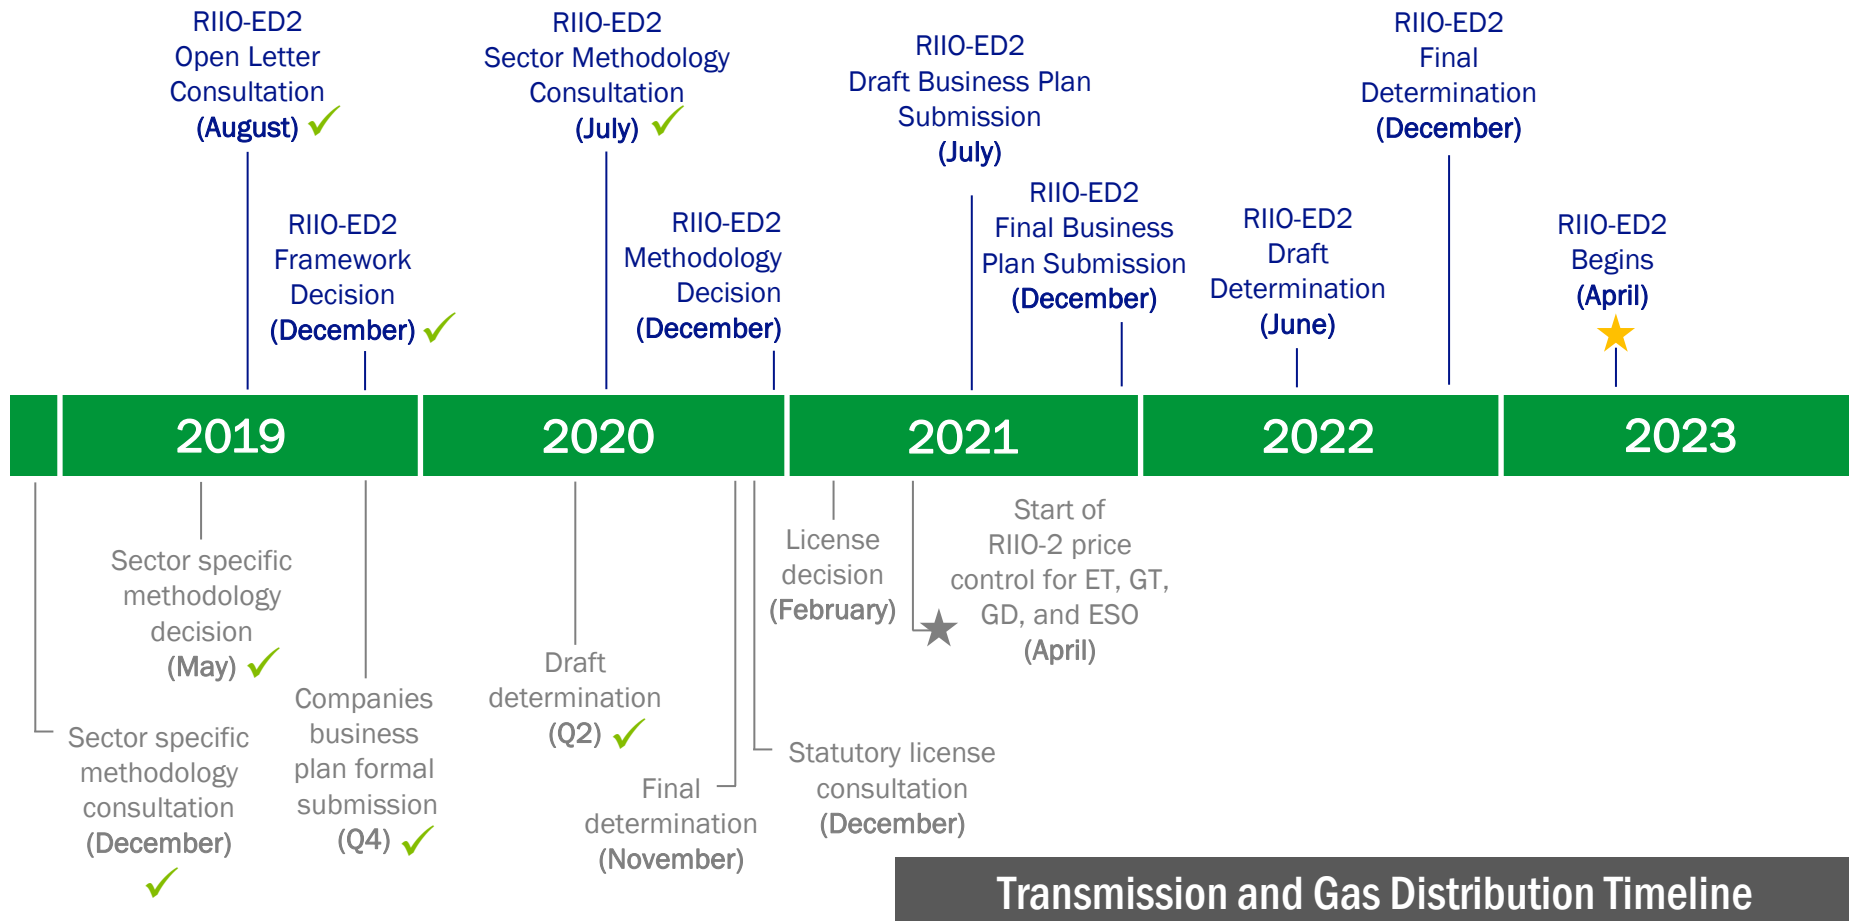 RIIO-ED2
Open Letter
Consultation
(August)
RIIO-ED2
Sector Methodology
Consultation
(July)
RIIO-ED2
Draft Business Plan
Submission
(July)
RIIO-ED2
Final
Determination
(December)
RIIO-ED2
Framework
Decision
(December)
RIIO-ED2
Methodology
Decision
(December)
RIIO-ED2
Final Business
Plan Submission
(December)
RIIO-ED2
Draft
Determination
(June)
RIIO-ED2
Begins
(April)
2019
2020
2021
2022
2023
Sector specific
methodology
decision
(May)
Sector specific
methodology
consultation
(December)
Companies
business
plan formal
submission
(Q4)
Draft
determination
(Q2)
Final
determination
(November)
License
decision
(February)
Statutory license
consultation
(December)
Start of
RIIO-2 price
control for ET, GT,
GD, and ESO
(April)
Transmission and Gas Distribution Timeline